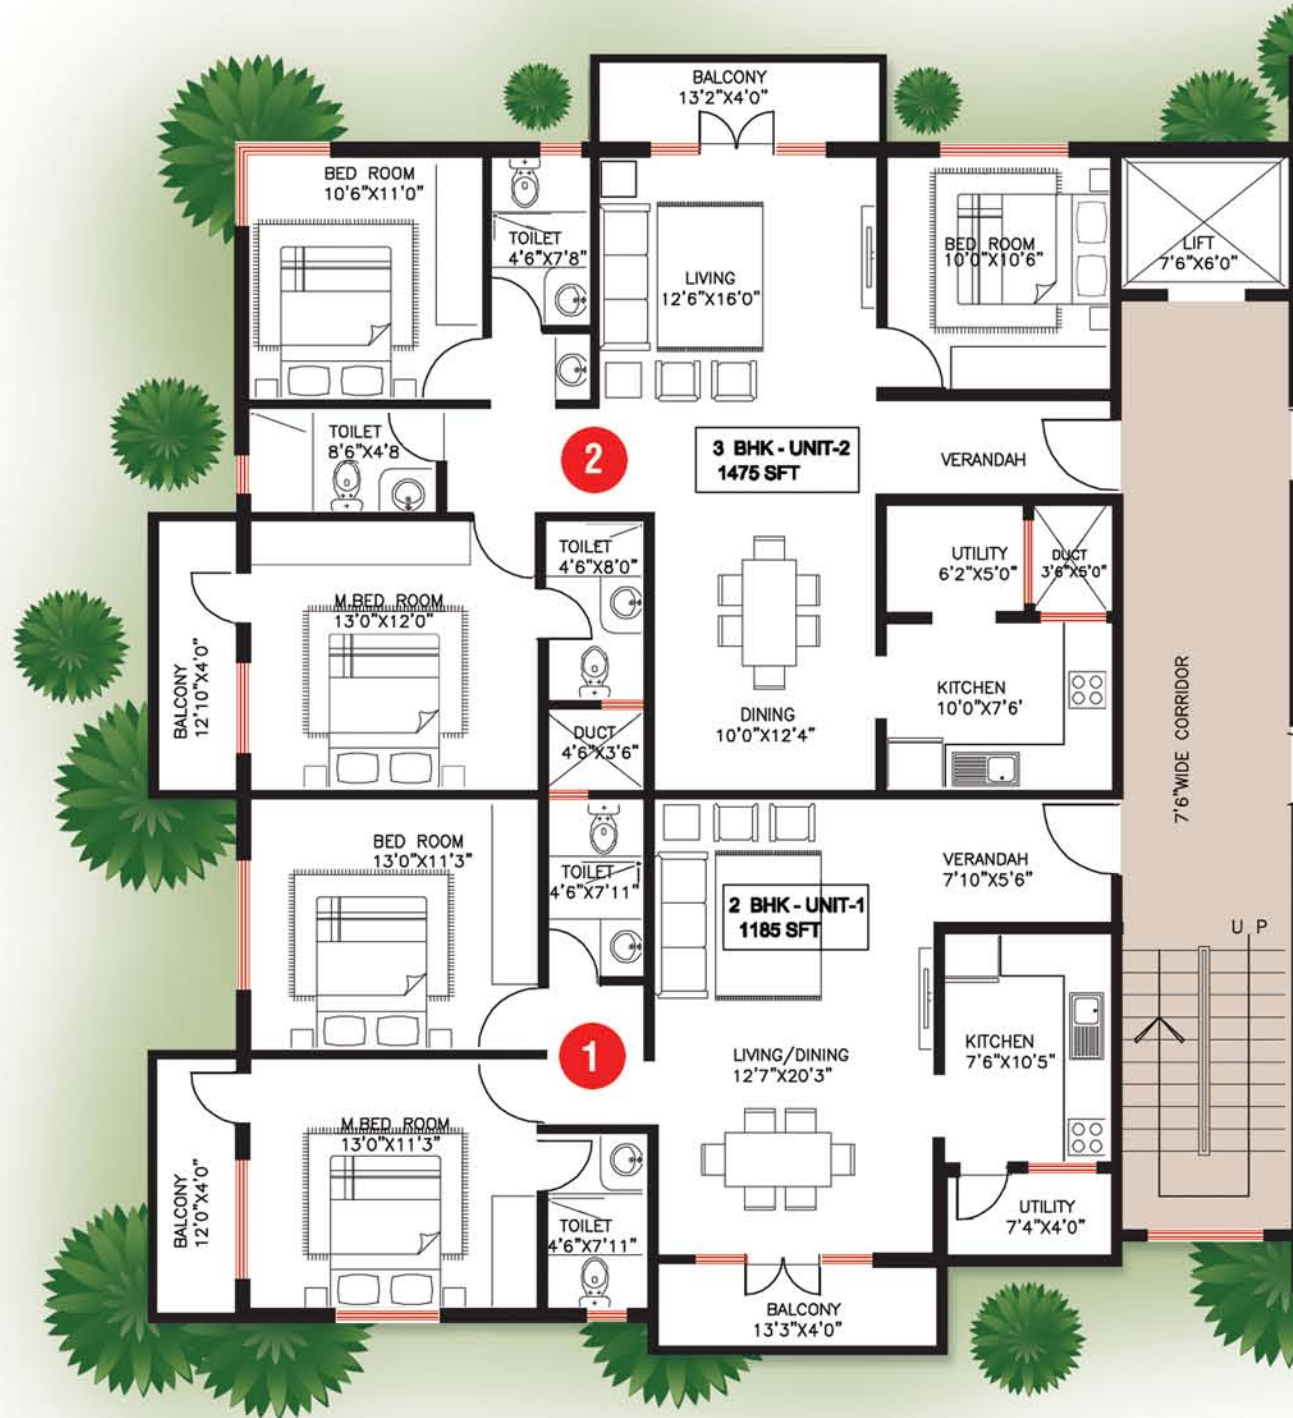 BALCONY
13'2"X4'0"
BED ROOM
10'6"X11'0"
TOILET
4'6"X7'8"
LIVING
12'6"X16'0"
BED ROOM
10'0"X10'6"
LIFT
7'6"X6'0"
TOILET
8'6"X4'8
2
3 BHK - UNIT-2
1475 SFT
VERANDAH
TOILET
4'6"X8'0"
UTILITY
6'2"X5'0"
DUCT
3'6"X5'0"
M.BED ROOM
13'0"X12'0"
BALCONY
12'10"X4'0"
DUCT
4'6"X3'6"
DINING
10'0"X12'4"
KITCHEN
10'0"X7'6'
7'6"WIDE CORRIDOR
BED ROOM
13'0"X11'3"
TOILET
4'6"X7'11"
VERANDAH
7'10"X5'6"
2 BHK - UNIT-1
1185 SFT
U P
1
LIVING/DINING
12'7"X20'3"
KITCHEN
7'6"X10'5"
M.BED ROOM
13'0"X11'3"
BALCONY
12'0"X4'0"
TOILET
4'6"X7'11"
UTILITY
7'4"X4'0"
BALCONY
13'3"X4'0"